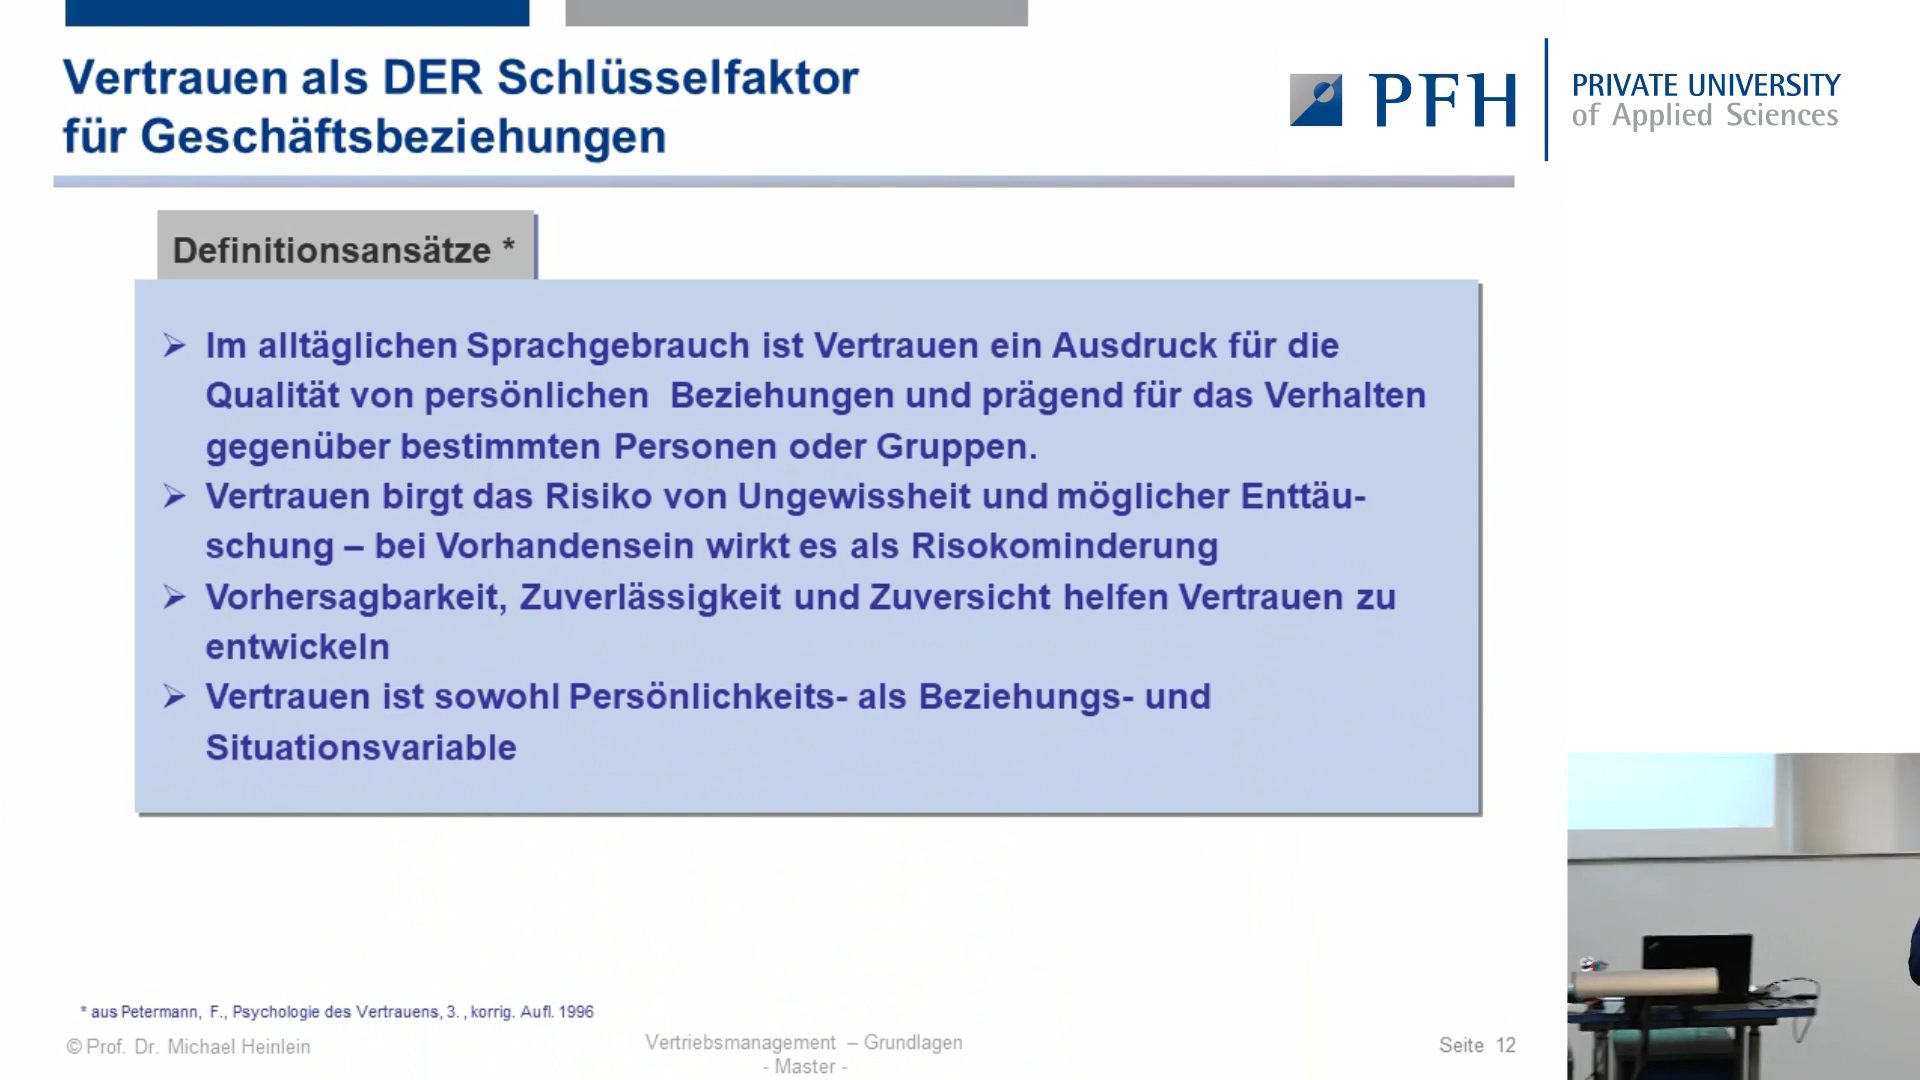 Vertrauen als DER Schlüsselfaktor
für Geschäftsbeziehungen
PFH
PRIVATE UNIVERSITY
of Applied Sciences
Definitionsansätze *
➢ Im alltäglichen Sprachgebrauch ist Vertrauen ein Ausdruck für die
Qualität von persönlichen Beziehungen und prägend für das Verhalten
gegenüber bestimmten Personen oder Gruppen.
➢ Vertrauen birgt das Risiko von Ungewissheit und möglicher Enttäu-
schung – bei Vorhandensein wirkt es als Risokominderung
➢ Vorhersagbarkeit, Zuverlässigkeit und Zuversicht helfen Vertrauen zu
entwickeln
➢ Vertrauen ist sowohl Persönlichkeits- als Beziehungs- und
Situationsvariable
* aus Petermann, F., Psychologie des Vertrauens, 3. , korrig. Aufl. 1996
© Prof. Dr. Michael Heinlein
Vertriebsmanagement – Grundlagen
- Master -
Seite 12